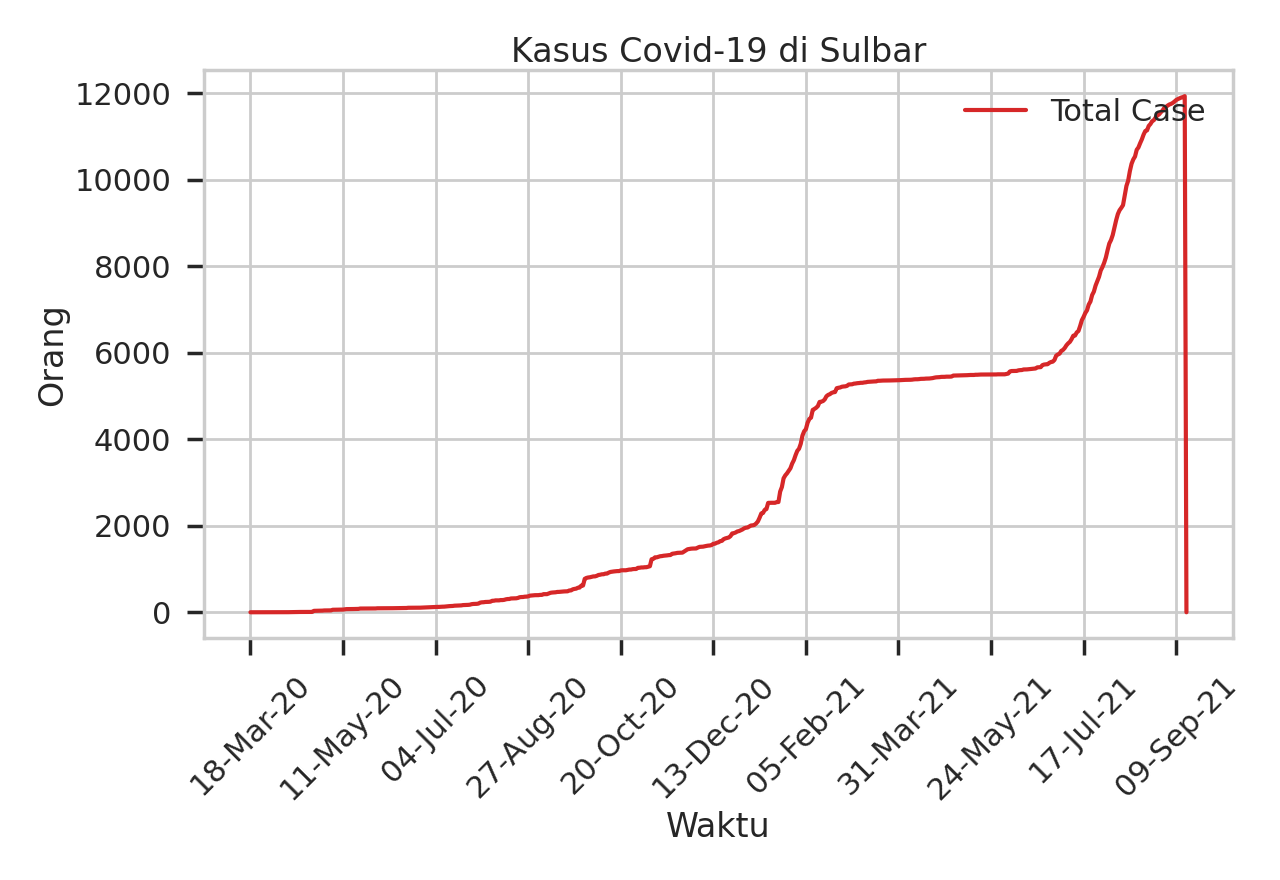 Kasus Covid-19 di Sulbar
Total Case
12000
10000
8000
6000
4000
2000
0
Orang
18-Mar-20
11-May-20
04-Jul-20
27-Aug-20
20-Oct-20
13-Dec-20
05-Feb-21
31-Mar-21
24-May-21
17-Jul-21
09-Sep-21
Waktu